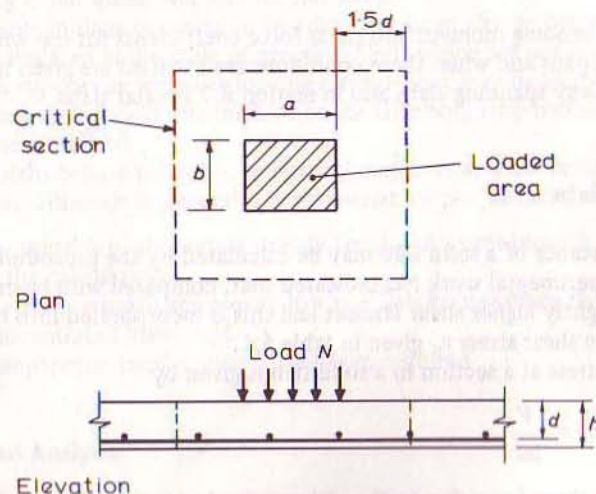 1·5d
a
Critical
section
b
Loaded
area
Plan
Load N
d
h
Elevation